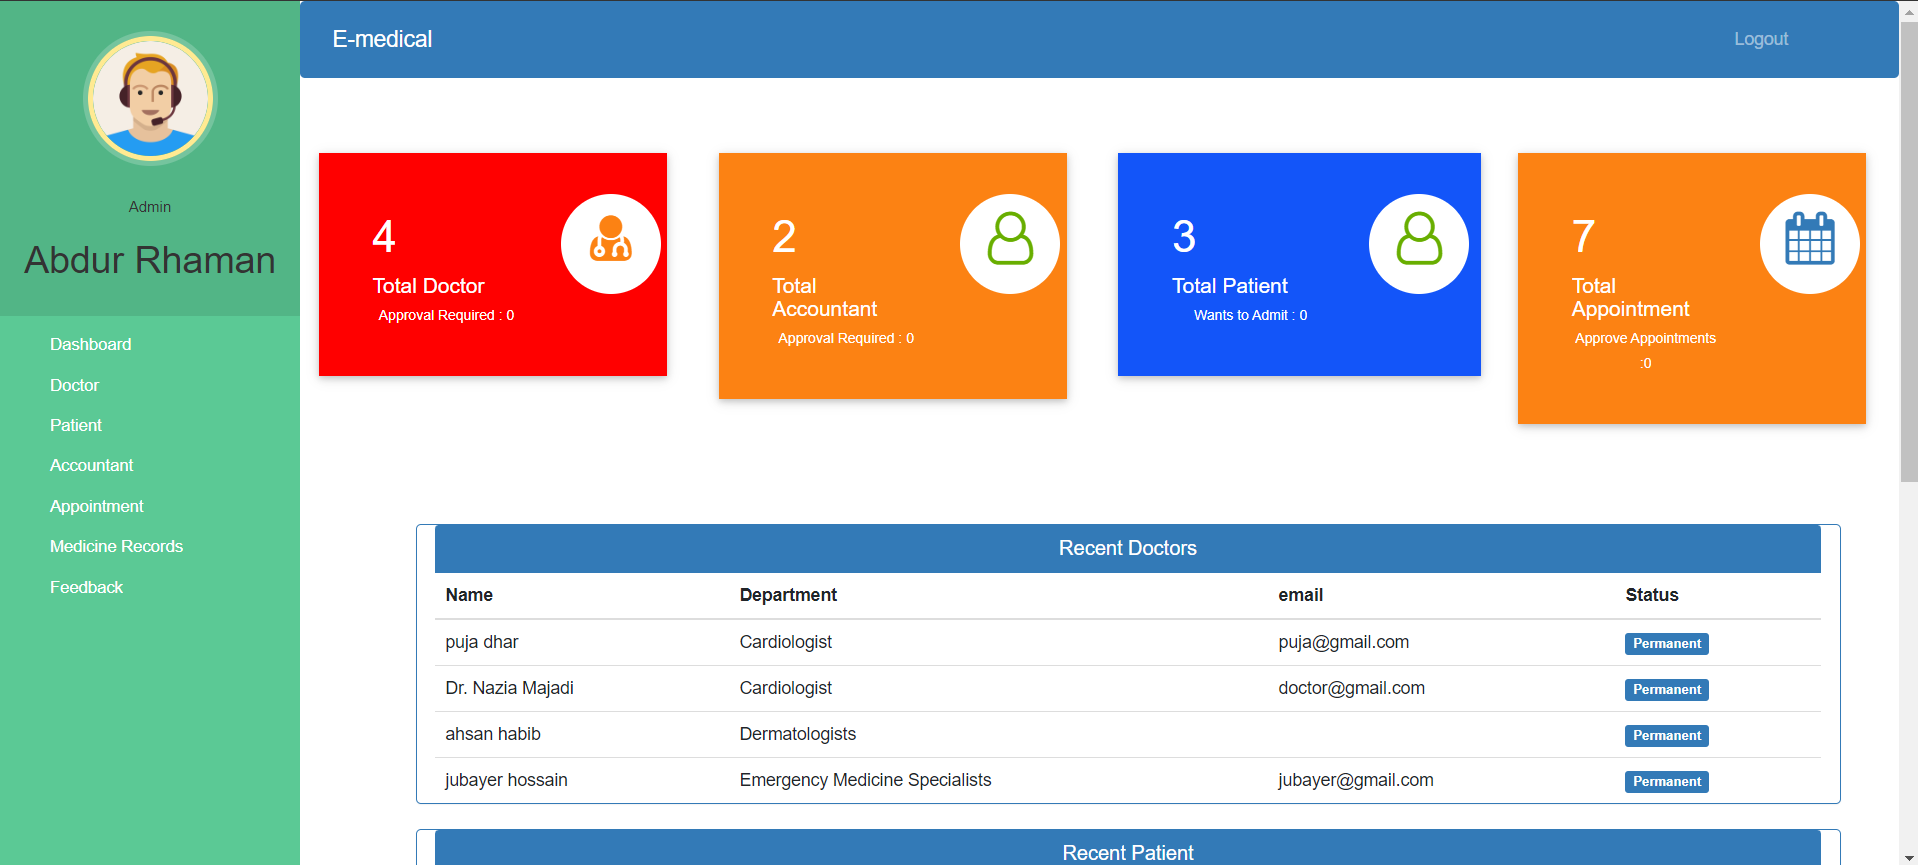 E-medical
Logout
Admin
Abdur Rhaman
Dashboard
Doctor
Patient
Accountant
Appointment
Medicine Records
Feedback
4
Total Doctor
Approval Required : 0
2
Total
Accountant
Approval Required : 0
3
Total Patient
Wants to Admit : 0
7
Total
Appointment
Approve Appointments
:0
Recent Doctors
Name Department email Status
puja dhar Cardiologist puja@gmail.com Permanent
Dr. Nazia Majadi Cardiologist doctor@gmail.com Permanent
ahsan habib Dermatologists Permanent
jubayer hossain Emergency Medicine Specialists jubayer@gmail.com Permanent
Recent Patient